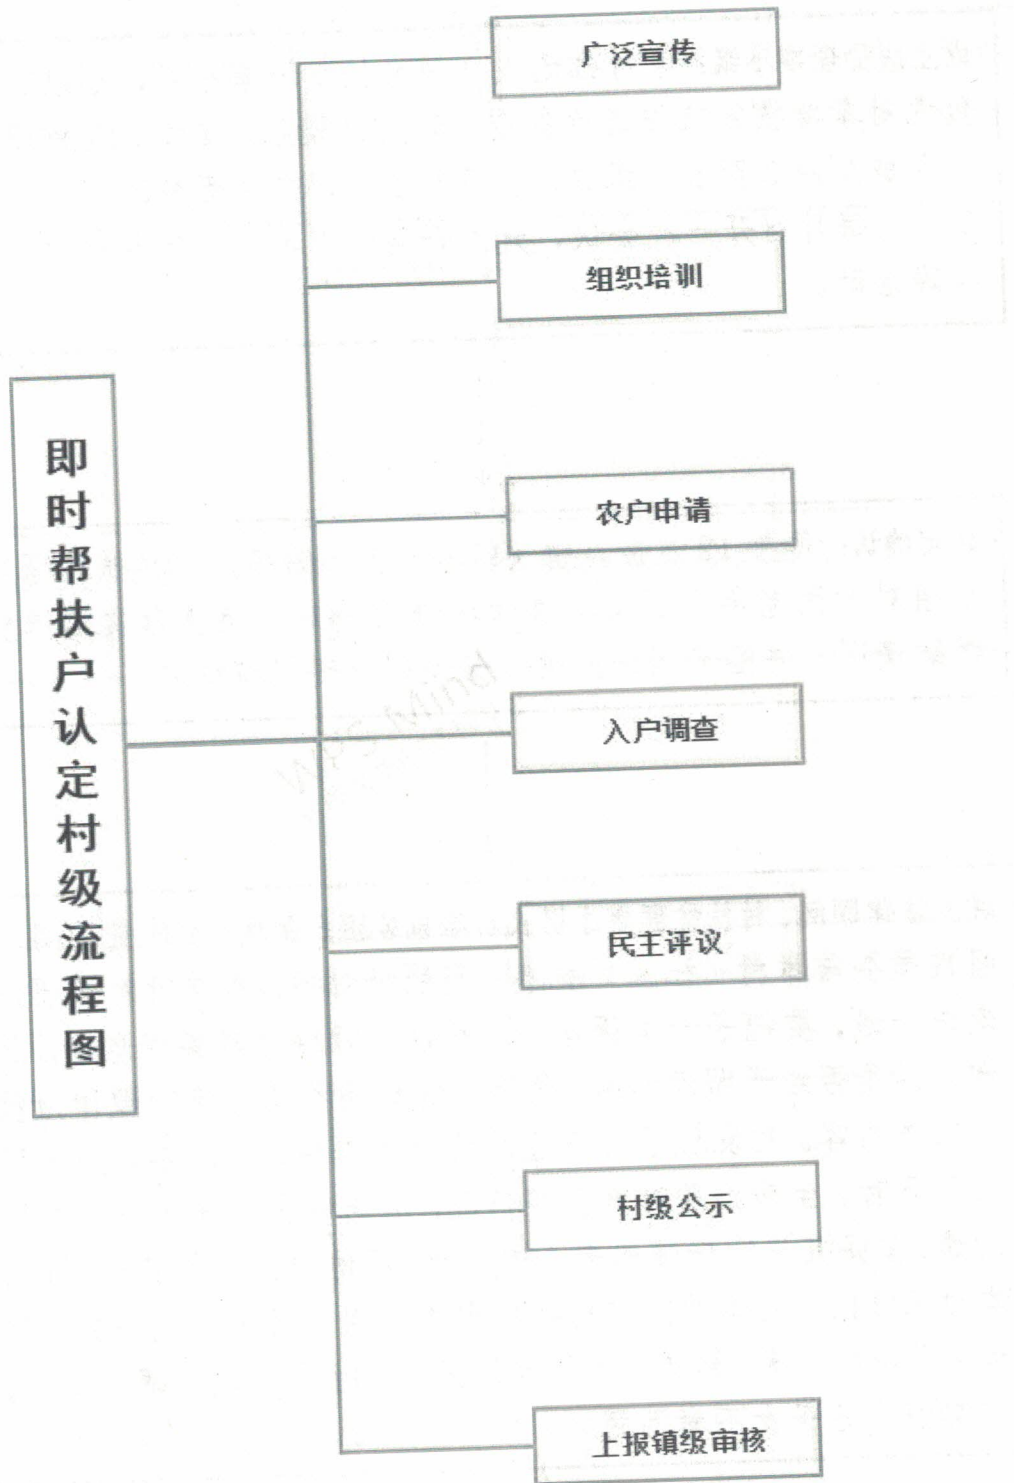 即时帮扶户认定村级流程图
广泛宣传
组织培训
农户申请
入户调查
民主评议
村级公示
上报镇级审核